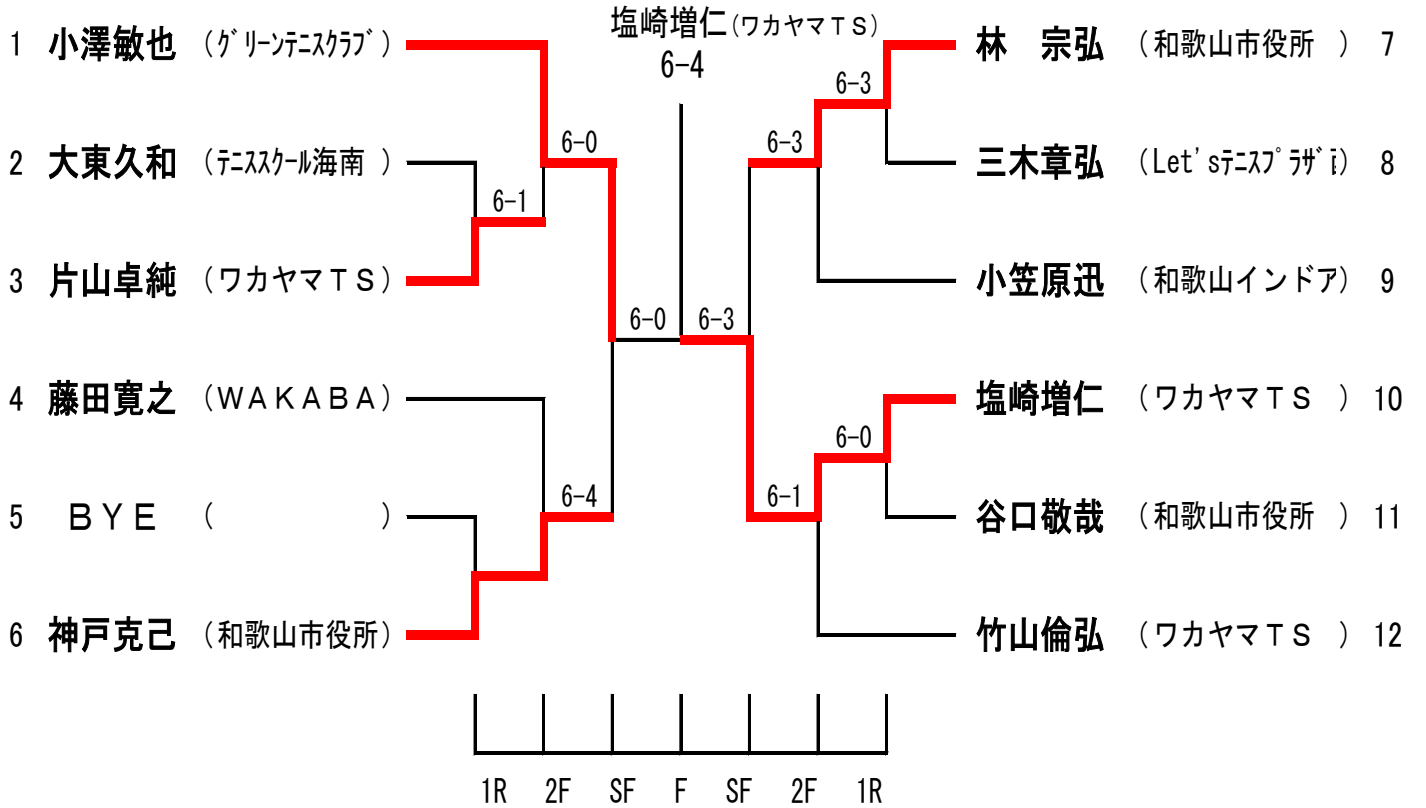 塩崎増仁(ワカヤマＴＳ)
6-4
1 小澤敏也 (ｸﾞﾘｰﾝﾃﾆｽｸﾗﾌﾞ)
2 大東久和 (ﾃﾆｽｽｸｰﾙ海南 )
3 片山卓純 (ワカヤマＴＳ)
4 藤田寛之 (ＷＡＫＡＢＡ)
5 ＢＹＥ ( )
6 神戸克己 (和歌山市役所)
6-1
6-0
6-4
6-0
6-3
6-3
6-1
6-3
6-0
林　宗弘 (和歌山市役所 ) 7
三木章弘 (Let'sﾃﾆｽﾌﾟﾗｻﾞ) 8
小笠原迅 (和歌山インドア) 9
塩崎増仁 (ワカヤマＴＳ ) 10
谷口敬哉 (和歌山市役所 ) 11
竹山倫弘 (ワカヤマＴＳ ) 12
1R 2F SF F SF 2F 1R